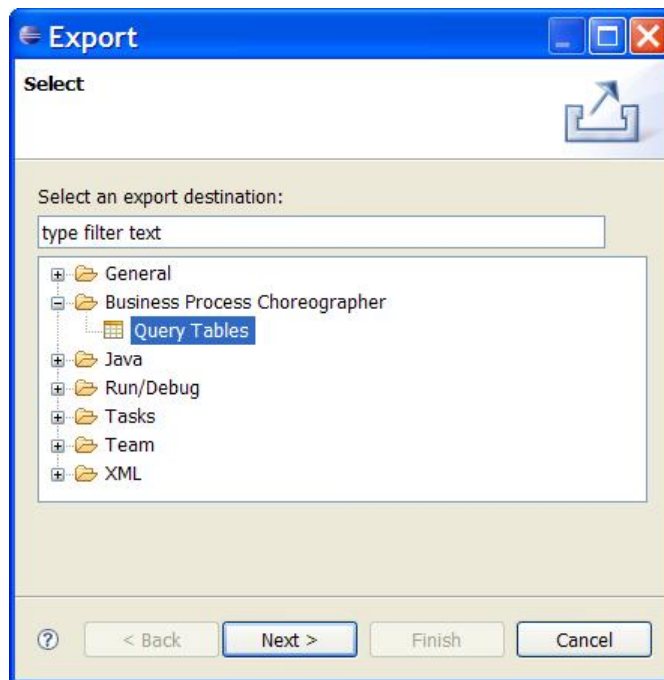 Export
Select
Select an export destination:
type filter text
General
Business Process Choreographer
Query Tables
Java
Run/Debug
Tasks
Team
XML
? < Back Next > Finish Cancel